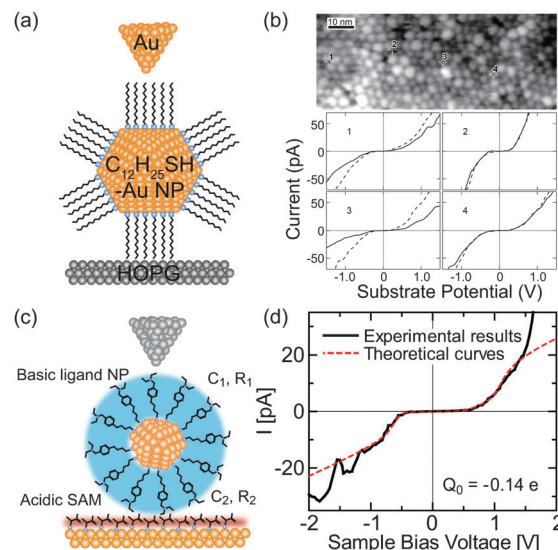 (a)
Au
C12H25SH
-Au NP
HOPG
(b)
10 nm
1
2
3
4
Current (pA)
50
0
-50
50
0
-50
1
2
3
4
-1.0
0.0
1.0
-1.0
0.0
1.0
Substrate Potential (V)
(c)
Basic ligand NP
C1, R1
C2, R2
Acidic SAM
(d)
Experimental results
Theoretical curves
I [pA]
20
0
-20
Q0 = -0.14 e
-2
-1
0
1
2
Sample Bias Voltage [V]